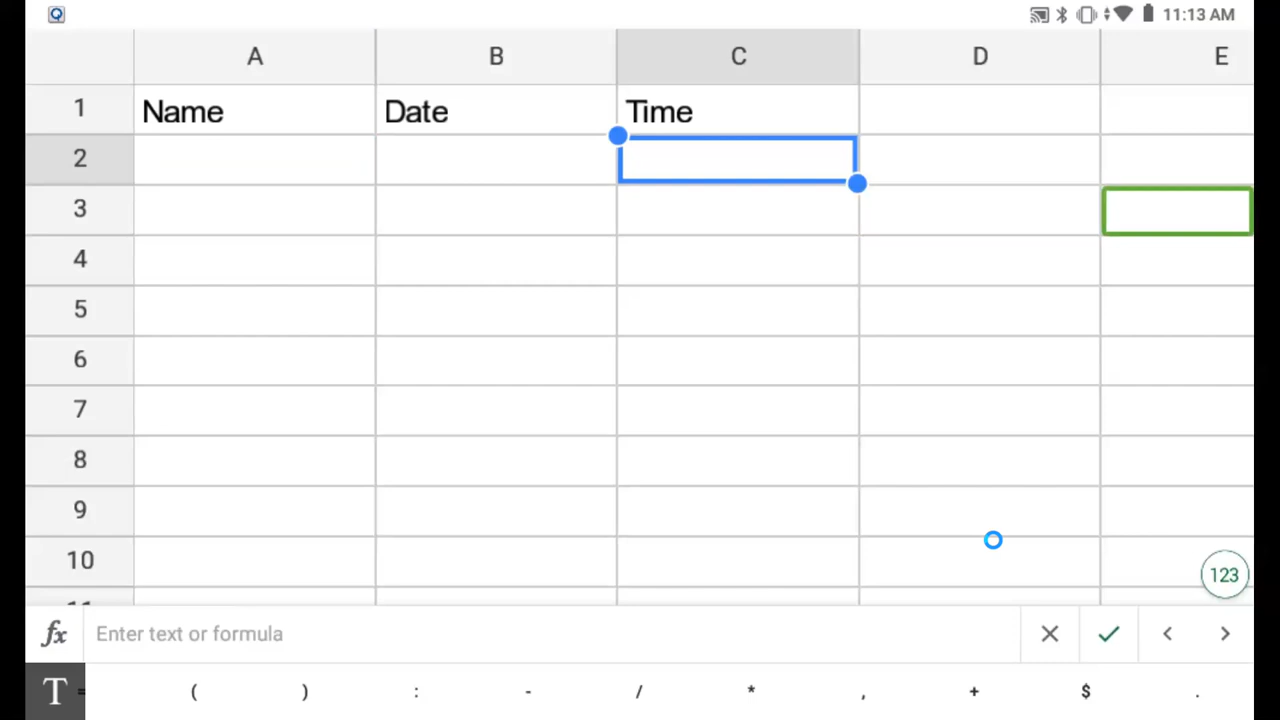 11:13 AM
A B C D E
1 Name Date Time
2
3
4
5
6
7
8
9
10
123
fx Enter text or formula
T = ( ) : - / * , + $ .